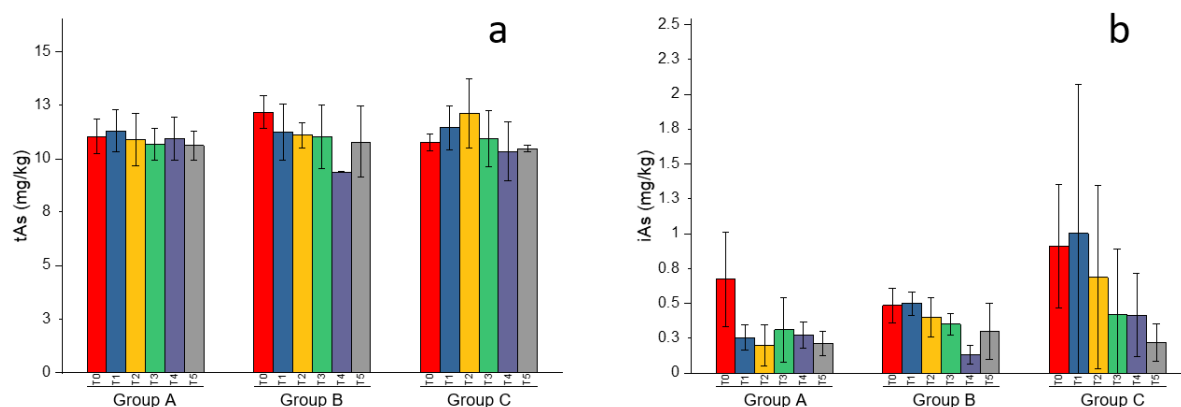 a
tAs (mg/kg)
15
13
10
8
5
3
0
T0 T1 T2 T3 T4 T5 T0 T1 T2 T3 T4 T5 T0 T1 T2 T3 T4 T5
Group A Group B Group C
b
iAs (mg/kg)
2.5
2.3
2
1.8
1.5
1.3
1
0.8
0.5
0.3
0
T0 T1 T2 T3 T4 T5 T0 T1 T2 T3 T4 T5 T0 T1 T2 T3 T4 T5
Group A Group B Group C